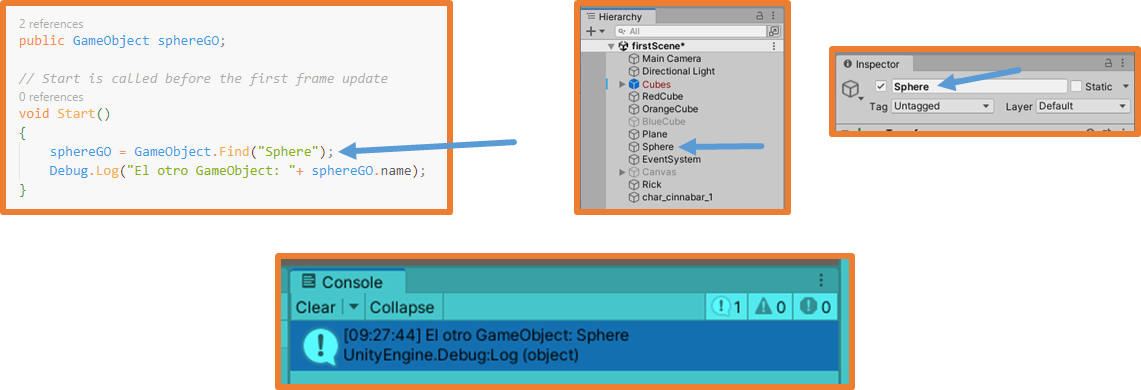 2 references
public GameObject sphereGO;
// Start is called before the first frame update
0 references
void Start()
{
sphereGO = GameObject.Find("Sphere");
Debug.Log("El otro GameObject: "+ sphereGO.name);
}
Hierarchy
All
firstScene*
Main Camera
Directional Light
Cubes
RedCube
OrangeCube
BlueCube
Plane
Sphere
EventSystem
Canvas
Rick
char_cinnabar_1
Inspector
Sphere Static
Tag Untagged Layer Default
Console
Clear Collapse 1 0 0
[09:27:44] El otro GameObject: Sphere
UnityEngine.Debug:Log (object)